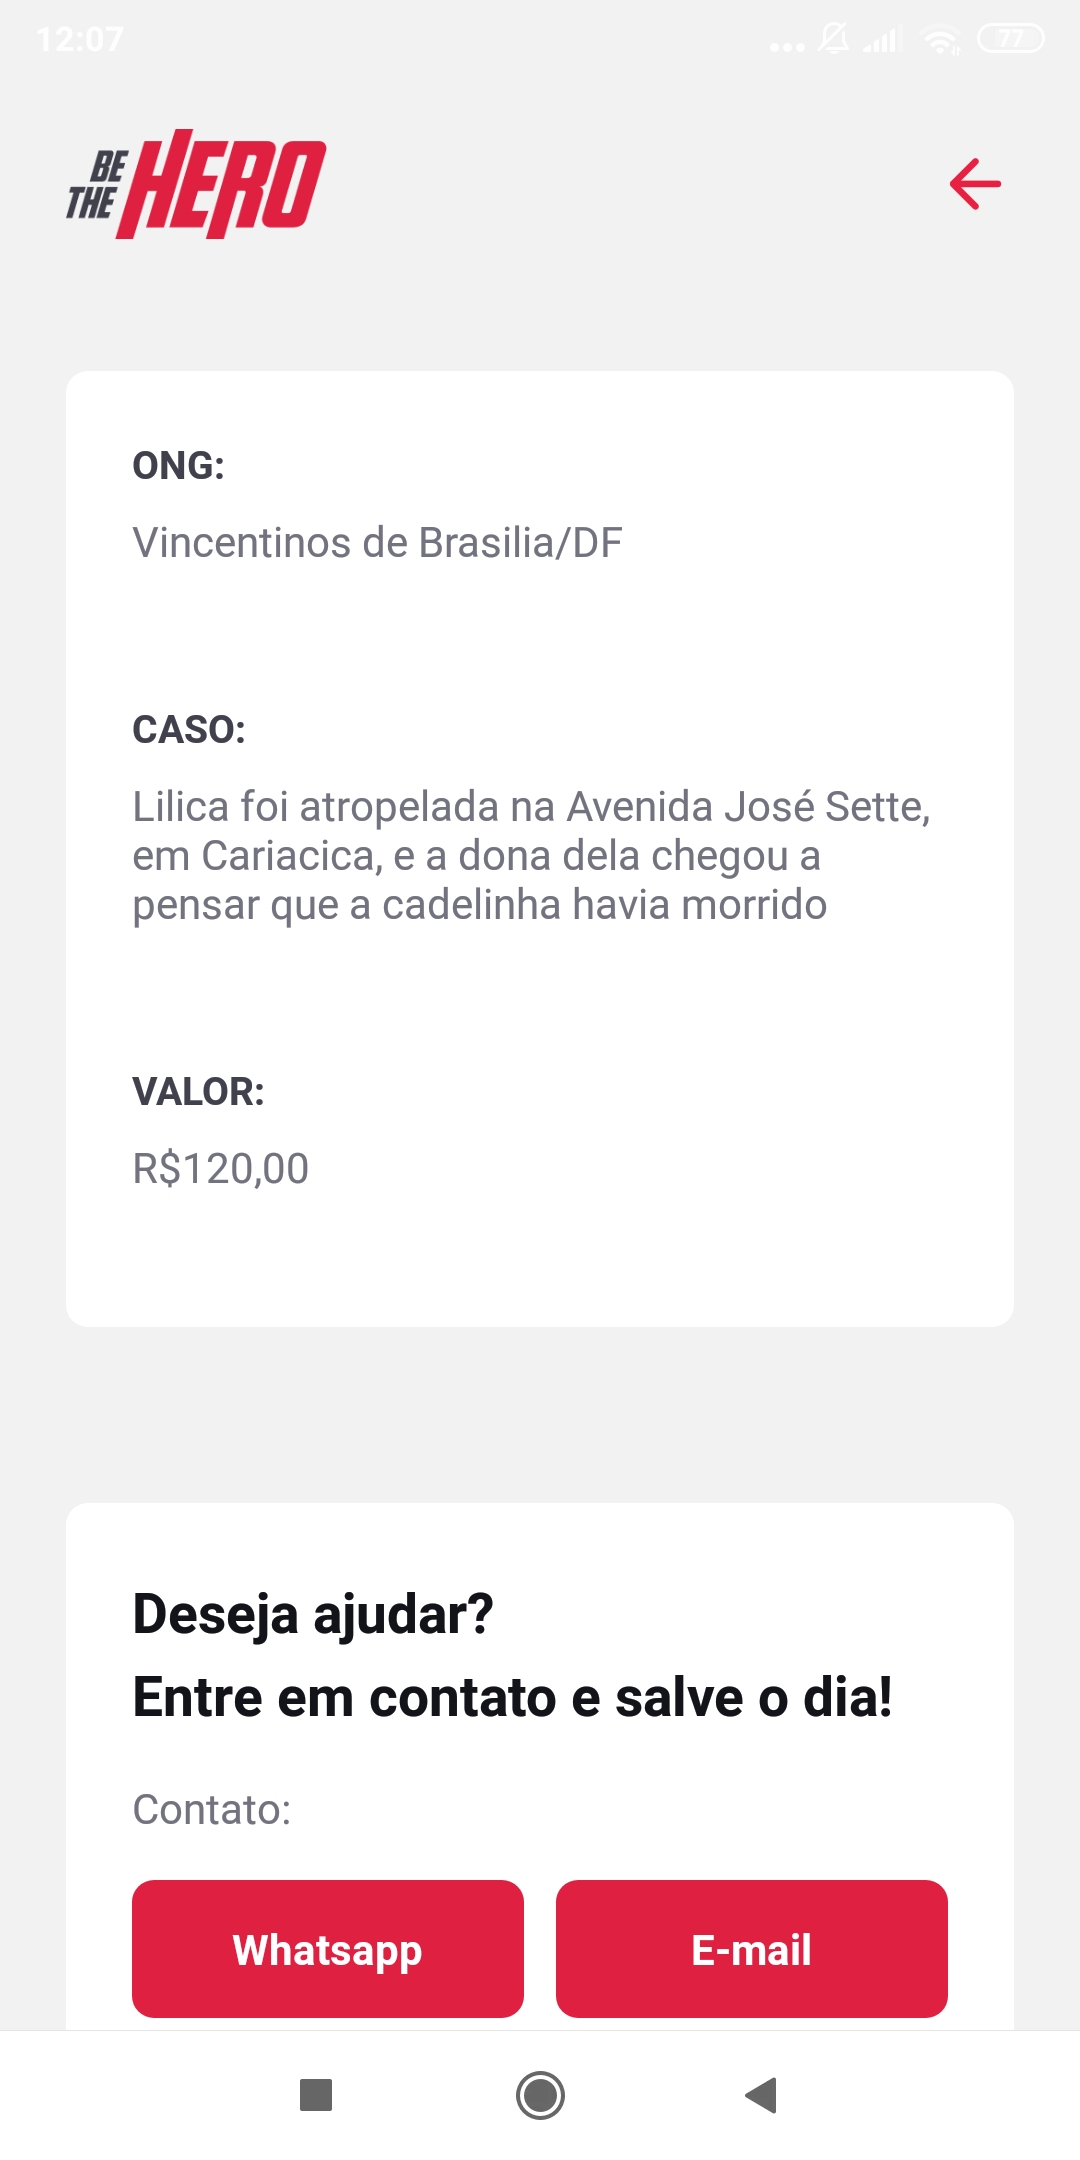 12:07
77
BE
THE
HERO
ONG:
Vincentinos de Brasilia/DF
CASO:
Lilica foi atropelada na Avenida José Sette,
em Cariacica, e a dona dela chegou a
pensar que a cadelinha havia morrido
VALOR:
R$120,00
Deseja ajudar?
Entre em contato e salve o dia!
Contato:
Whatsapp
E-mail